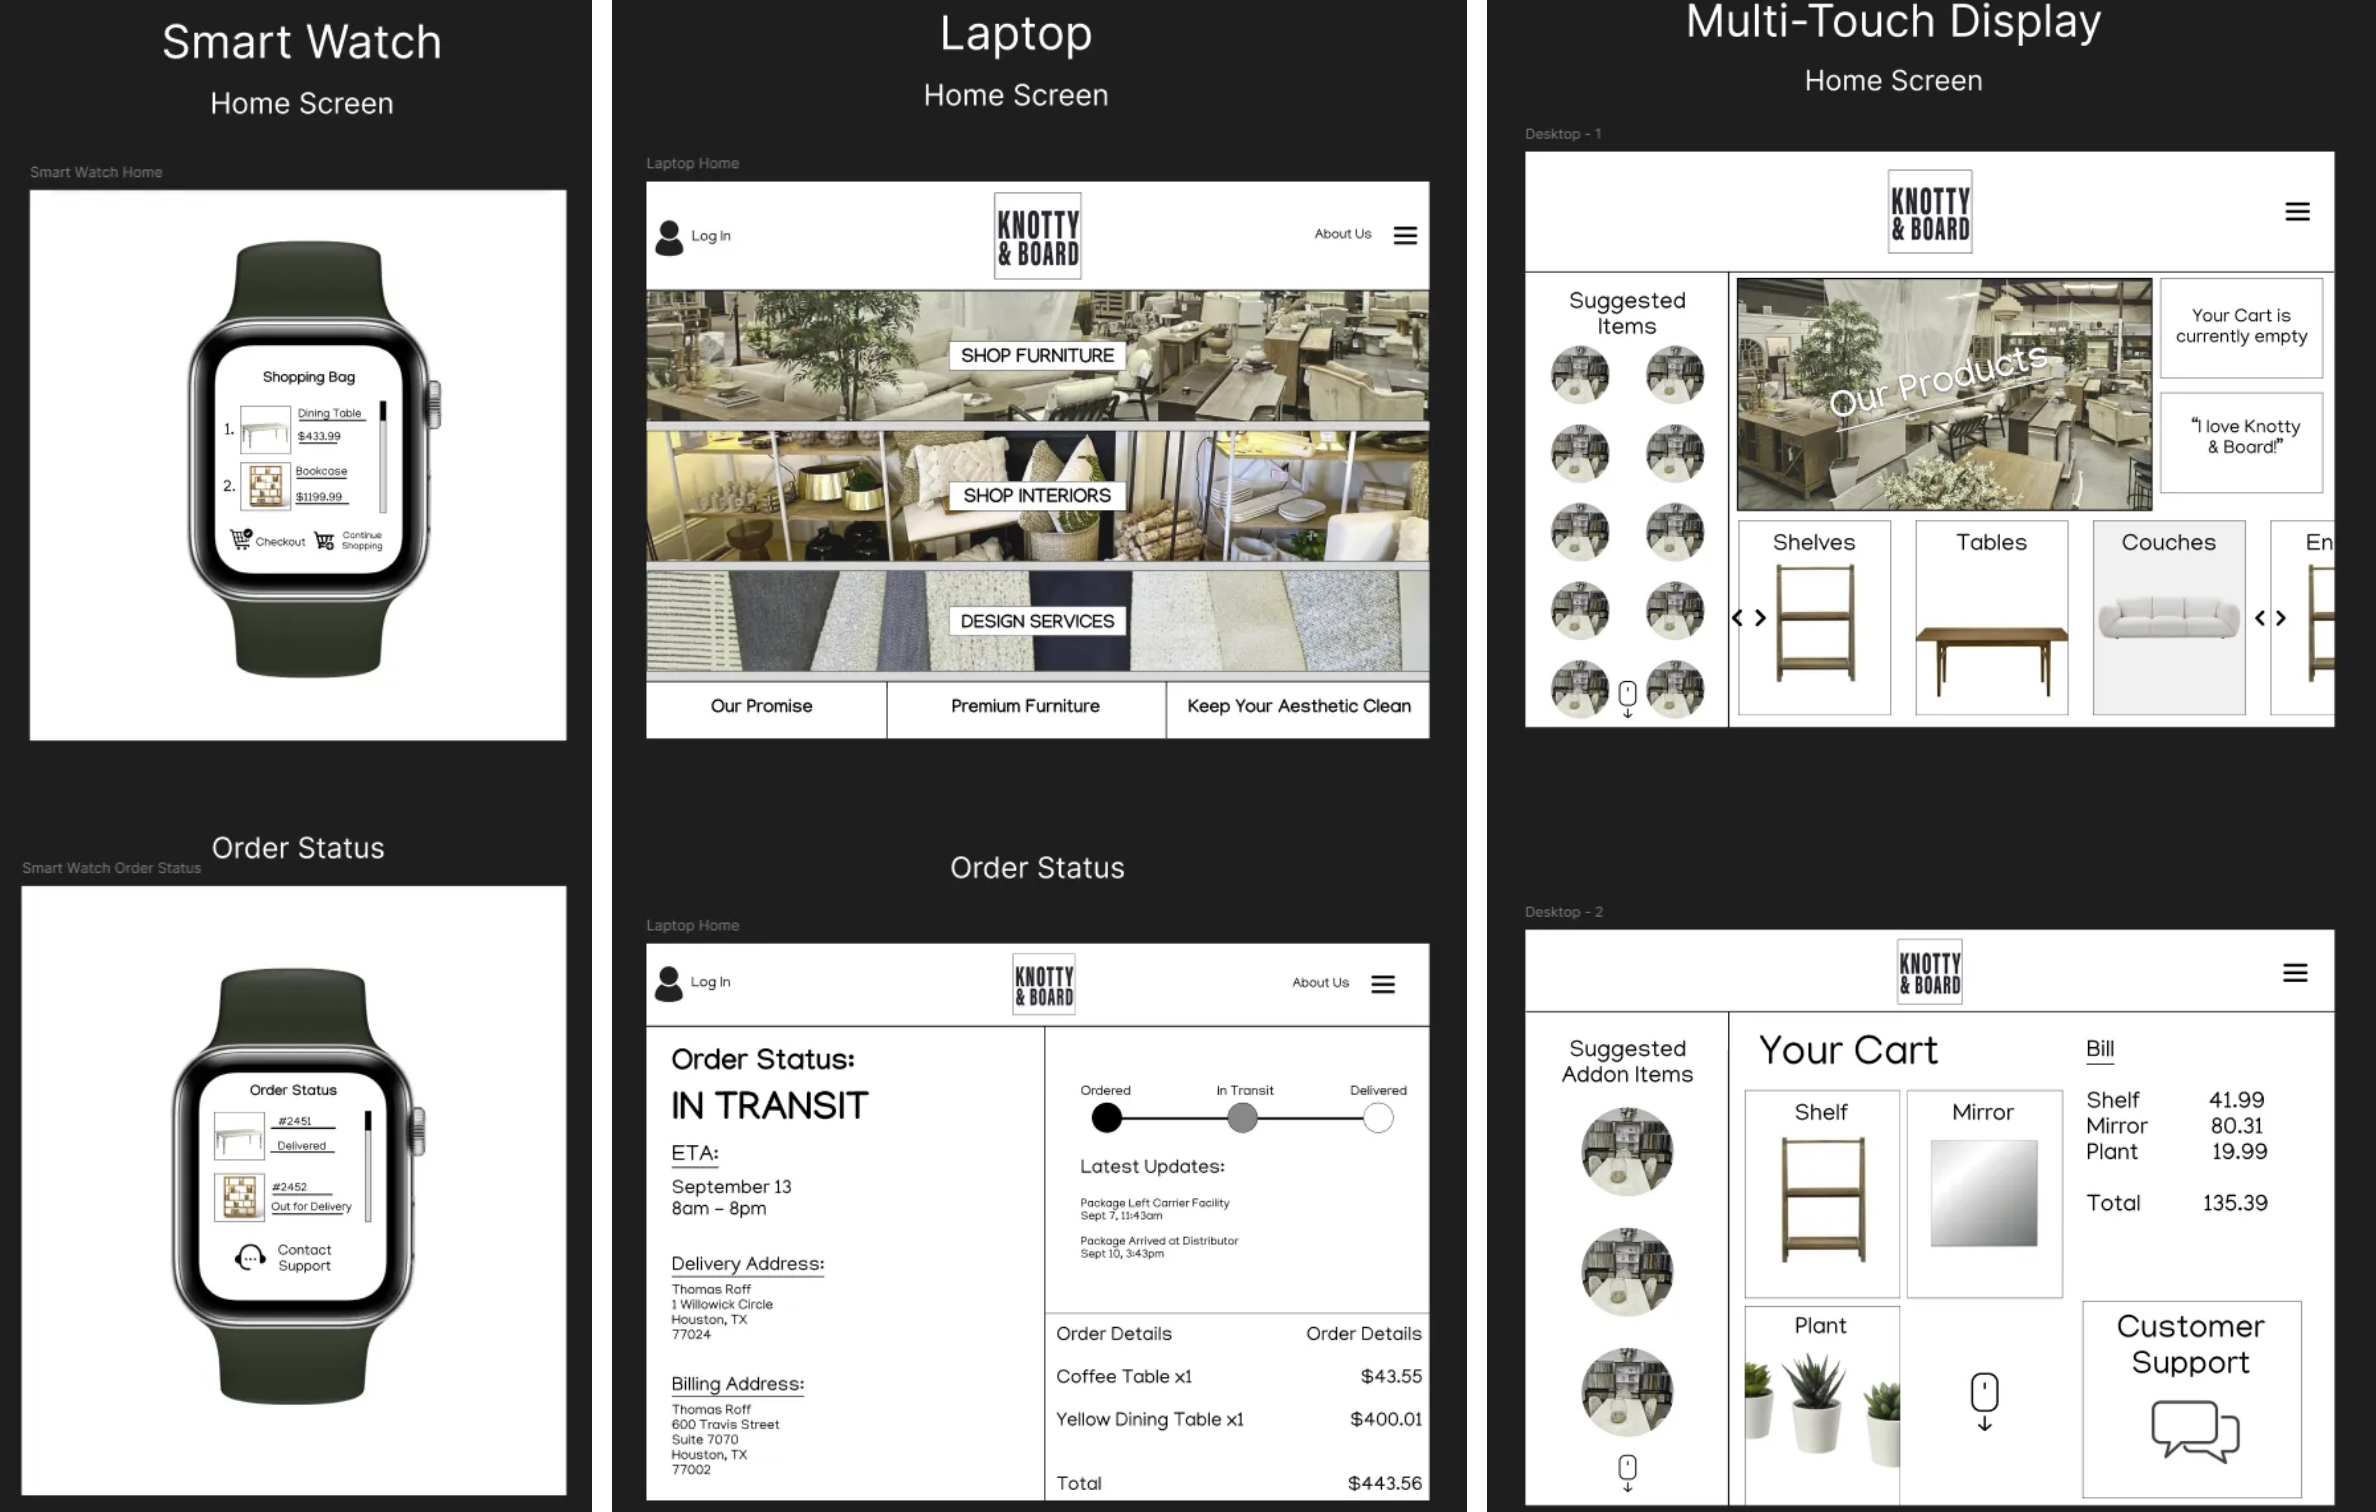 Smart Watch
Home Screen
Smart Watch Home
Shopping Bag
1.
Dining Table
$433.99
2.
Bookcase
$1199.99
Checkout
Continue
Shopping
Order Status
Smart Watch Order Status
Order Status
#2451
Delivered
#2452
Out for Delivery
Contact
Support
Laptop
Home Screen
Laptop Home
Log In
KNOTTY
& BOARD
About Us
SHOP FURNITURE
SHOP INTERIORS
DESIGN SERVICES
Our Promise
Premium Furniture
Keep Your Aesthetic Clean
Order Status
Laptop Home
Log In
KNOTTY
& BOARD
About Us
Order Status:
IN TRANSIT
ETA:
September 13
8am – 8pm
Delivery Address:
Thomas Roff
1 Willowick Circle
Houston, TX
77024
Billing Address:
Thomas Roff
600 Travis Street
Suite 7070
Houston, TX
77002
Ordered
In Transit
Delivered
Latest Updates:
Package Left Carrier Facility
Sept 7, 11:43am
Package Arrived at Distributor
Sept 10, 3:43pm
Order Details Order Details
Coffee Table x1 $43.55
Yellow Dining Table x1 $400.01
Total $443.56
Multi-Touch Display
Home Screen
Desktop - 1
KNOTTY
& BOARD
Suggested
Items
Our Products
Your Cart is
currently empty
“I love Knotty
& Board!”
Shelves
Tables
Couches
En
Desktop - 2
KNOTTY
& BOARD
Suggested
Addon Items
Your Cart
Shelf
Mirror
Plant
Bill
Shelf 41.99
Mirror 80.31
Plant 19.99
Total 135.39
Customer
Support